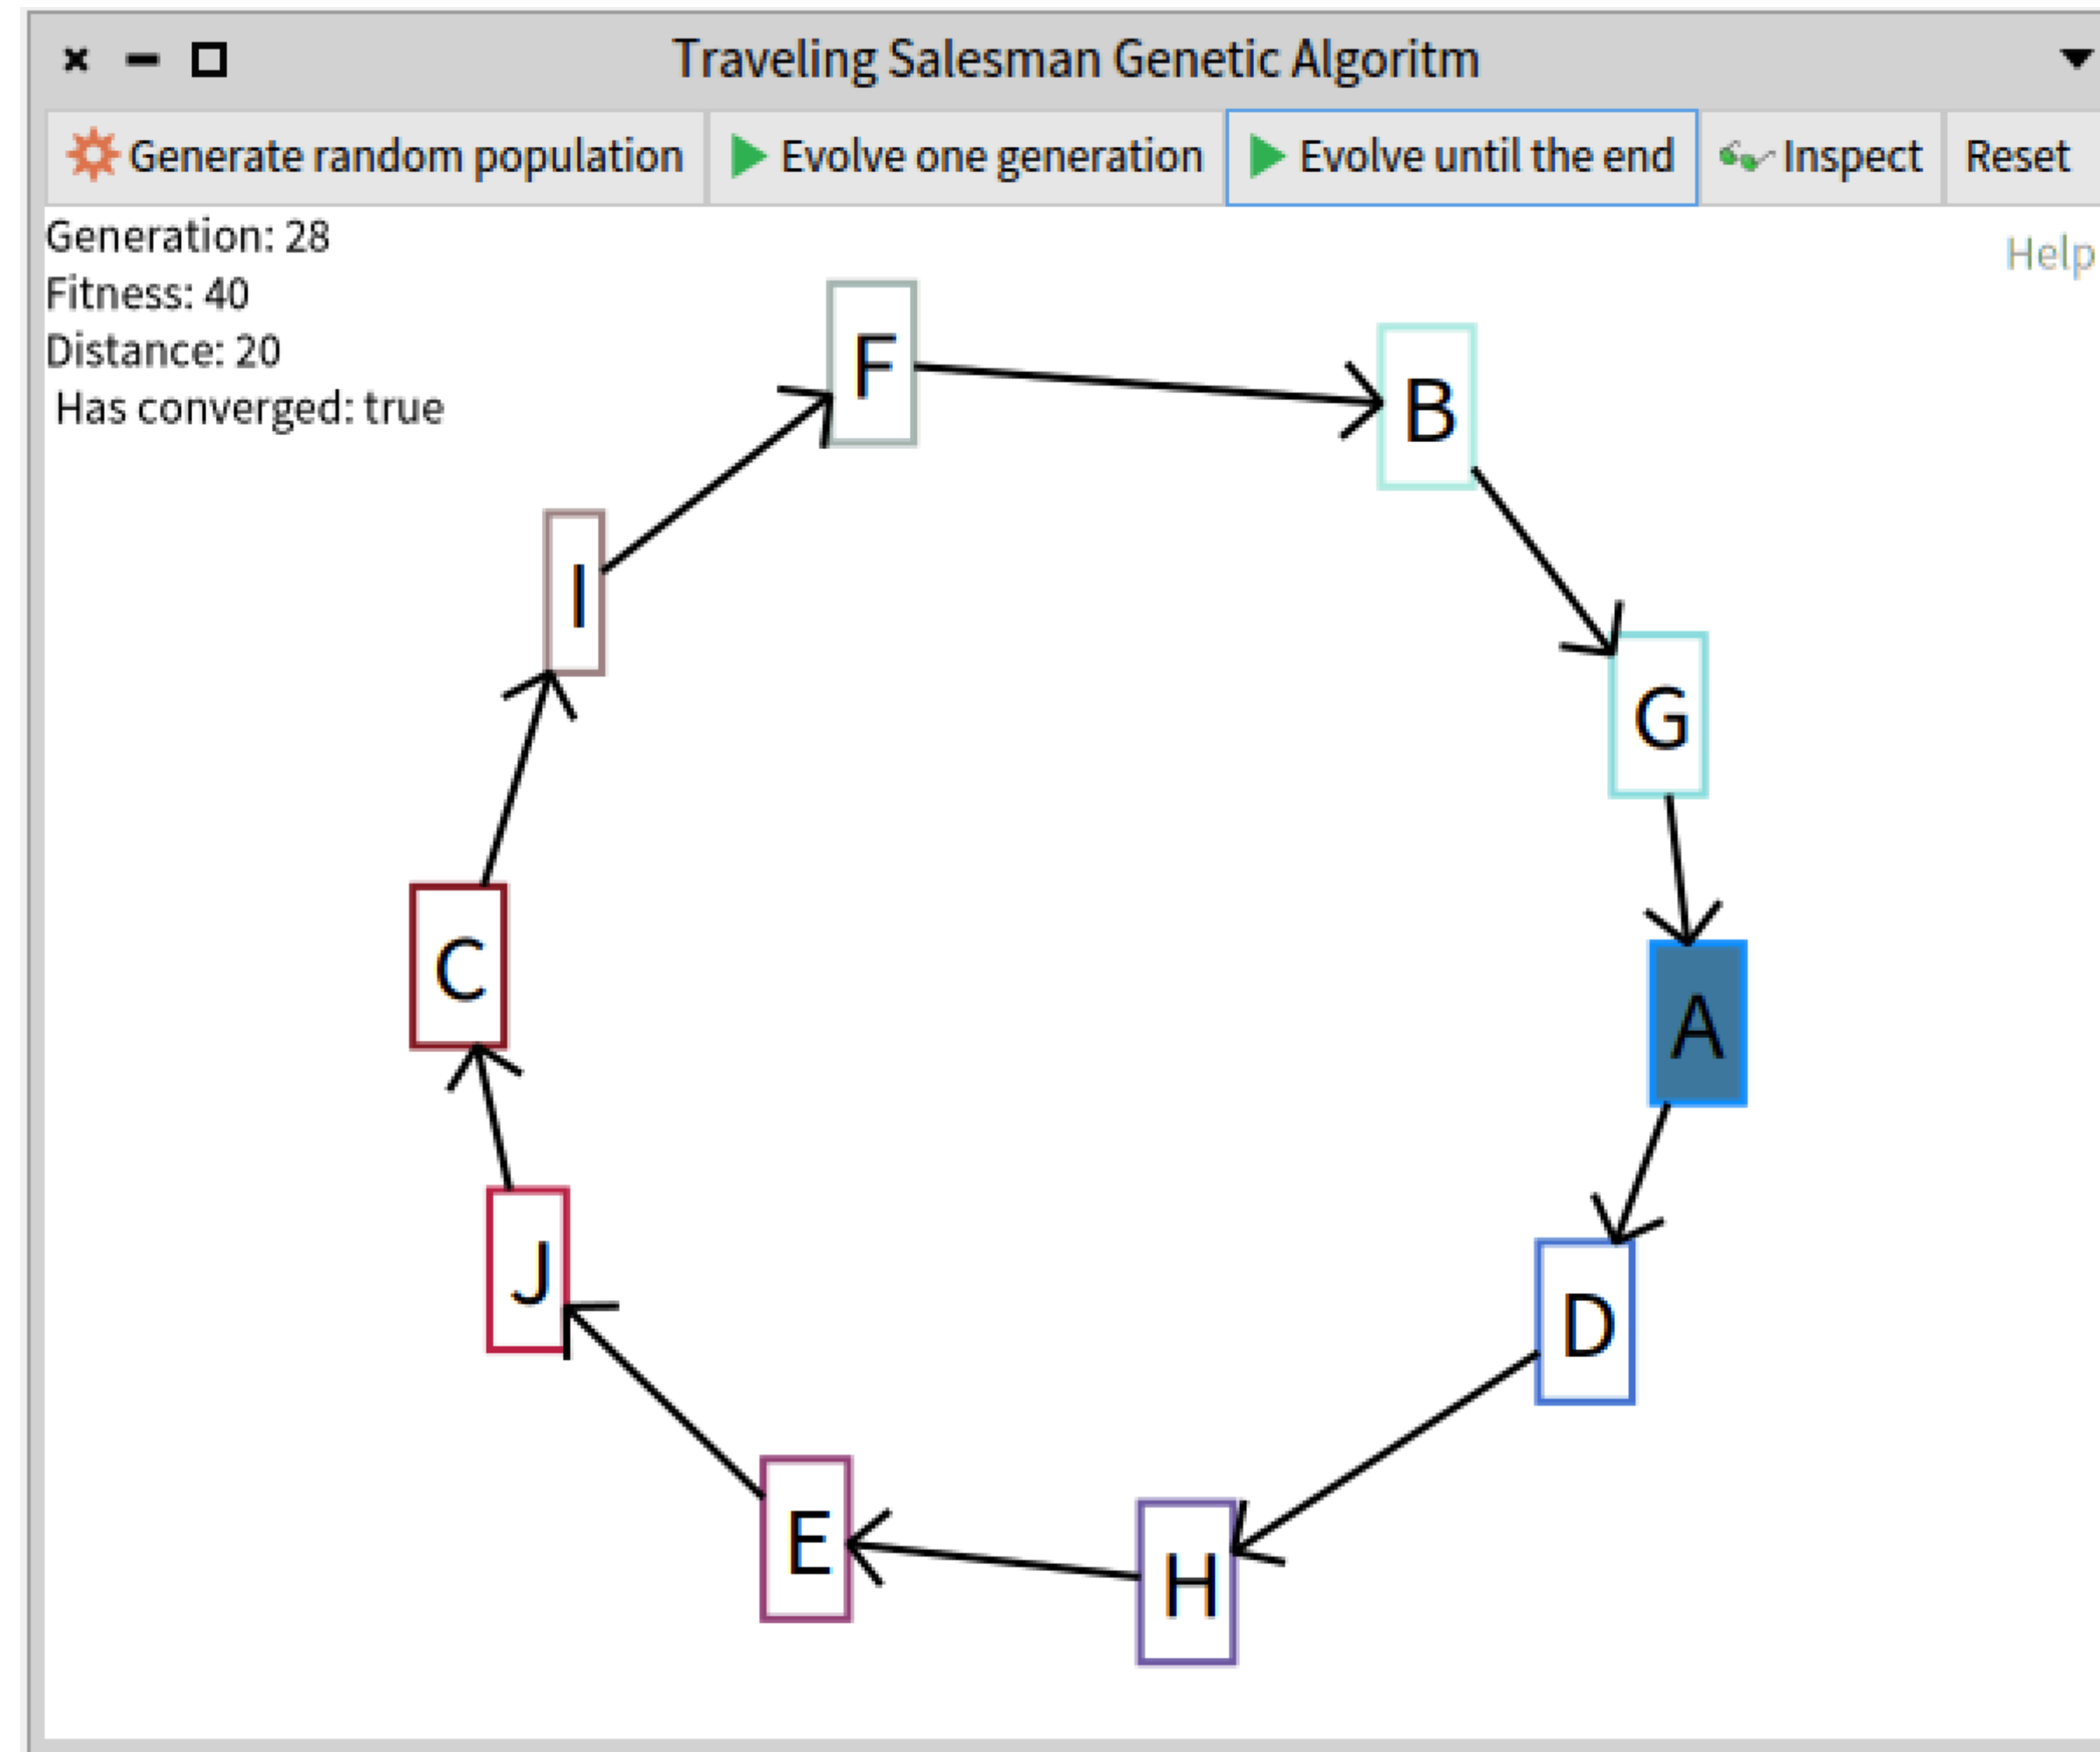 Traveling Salesman Genetic Algoritm
Generate random population Evolve one generation Evolve until the end Inspect Reset
Generation: 28
Help
Fitness: 40
Distance: 20
Has converged: true
F
B
I
G
C
A
J
D
E
H